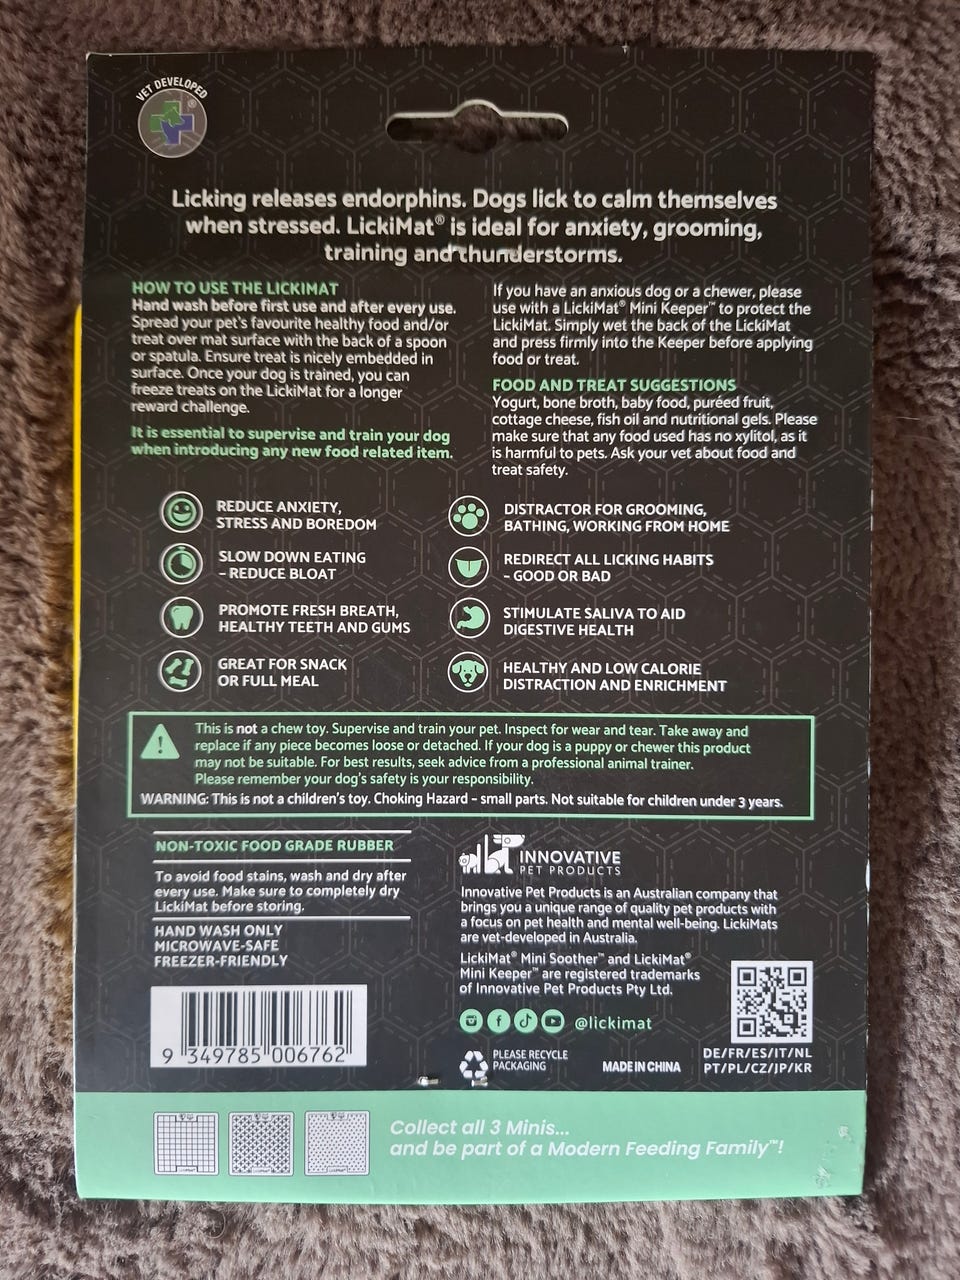 VET DEVELOPED
®
Licking releases endorphins. Dogs lick to calm themselves
when stressed. LickiMat® is ideal for anxiety, grooming,
training and thunderstorms.
HOW TO USE THE LICKIMAT
Hand wash before first use and after every use.
Spread your pet's favourite healthy food and/or
treat over mat surface with the back of a spoon
or spatula. Ensure treat is nicely embedded in
surface. Once your dog is trained, you can
freeze treats on the LickiMat for a longer
reward challenge.
It is essential to supervise and train your dog
when introducing any new food related item.
If you have an anxious dog or a chewer, please
use with a LickiMat® Mini Keeper™ to protect the
LickiMat. Simply wet the back of the LickiMat
and press firmly into the Keeper before applying
food or treat.
FOOD AND TREAT SUGGESTIONS
Yogurt, bone broth, baby food, puréed fruit,
cottage cheese, fish oil and nutritional gels. Please
make sure that any food used has no xylitol, as it
is harmful to pets. Ask your vet about food and
treat safety.
REDUCE ANXIETY,
STRESS AND BOREDOM
SLOW DOWN EATING
– REDUCE BLOAT
PROMOTE FRESH BREATH,
HEALTHY TEETH AND GUMS
GREAT FOR SNACK
OR FULL MEAL
DISTRACTOR FOR GROOMING,
BATHING, WORKING FROM HOME
REDIRECT ALL LICKING HABITS
– GOOD OR BAD
STIMULATE SALIVA TO AID
DIGESTIVE HEALTH
HEALTHY AND LOW CALORIE
DISTRACTION AND ENRICHMENT
This is not a chew toy. Supervise and train your pet. Inspect for wear and tear. Take away and
replace if any piece becomes loose or detached. If your dog is a puppy or chewer this product
may not be suitable. For best results, seek advice from a professional animal trainer.
Please remember your dog's safety is your responsibility.
WARNING: This is not a children's toy. Choking Hazard – small parts. Not suitable for children under 3 years.
NON-TOXIC FOOD GRADE RUBBER
To avoid food stains, wash and dry after
every use. Make sure to completely dry
LickiMat before storing.
HAND WASH ONLY
MICROWAVE-SAFE
FREEZER-FRIENDLY
9 349785 006762
INNOVATIVE
PET PRODUCTS
Innovative Pet Products is an Australian company that
brings you a unique range of quality pet products with
a focus on pet health and mental well-being. LickiMats
are vet-developed in Australia.
LickiMat® Mini Soother™ and LickiMat®
Mini Keeper™ are registered trademarks
of Innovative Pet Products Pty Ltd.
@lickimat
PLEASE RECYCLE
PACKAGING
MADE IN CHINA
DE/FR/ES/IT/NL
PT/PL/CZ/JP/KR
Collect all 3 Minis...
and be part of a Modern Feeding Family™!